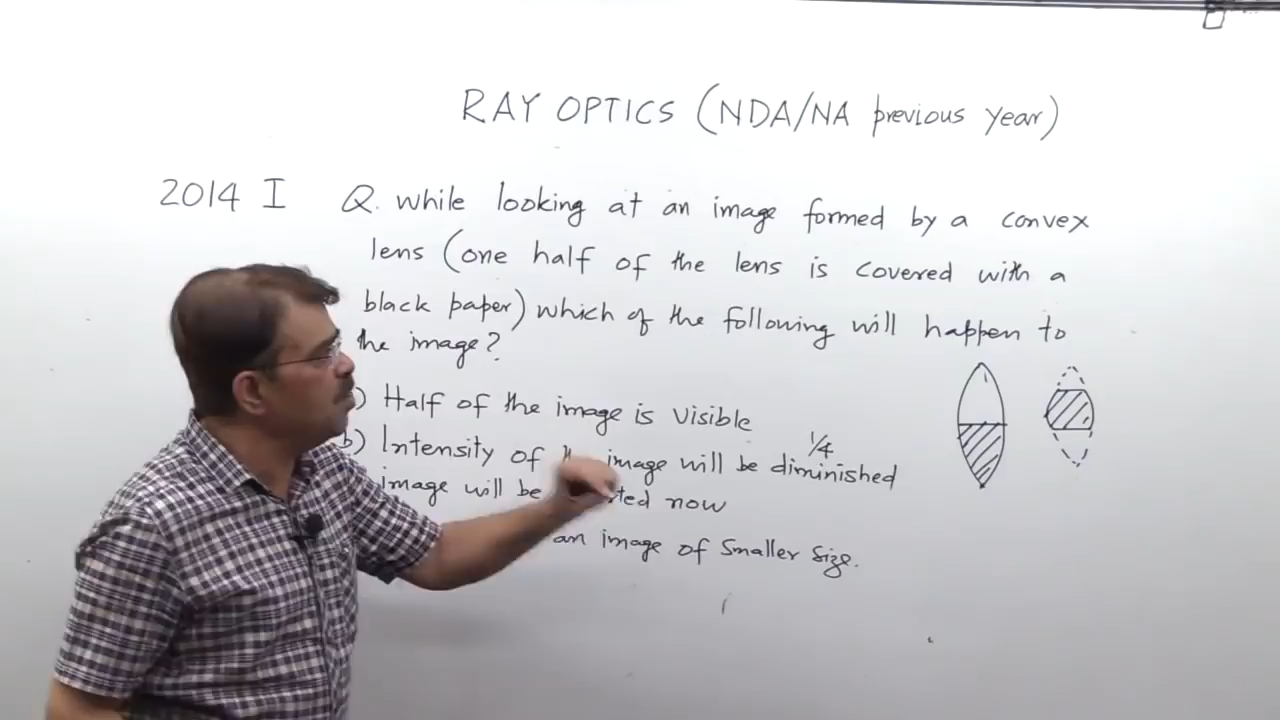 RAY OPTICS (NDA/NA previous year)
2014 I Q. while looking at an image formed by a convex
lens (one half of the lens is covered with a
black paper) which of the following will happen to
the image?
) Half of the image is visible
1/4
b) Intensity of image will be diminished
image will be now
an image of smaller size.